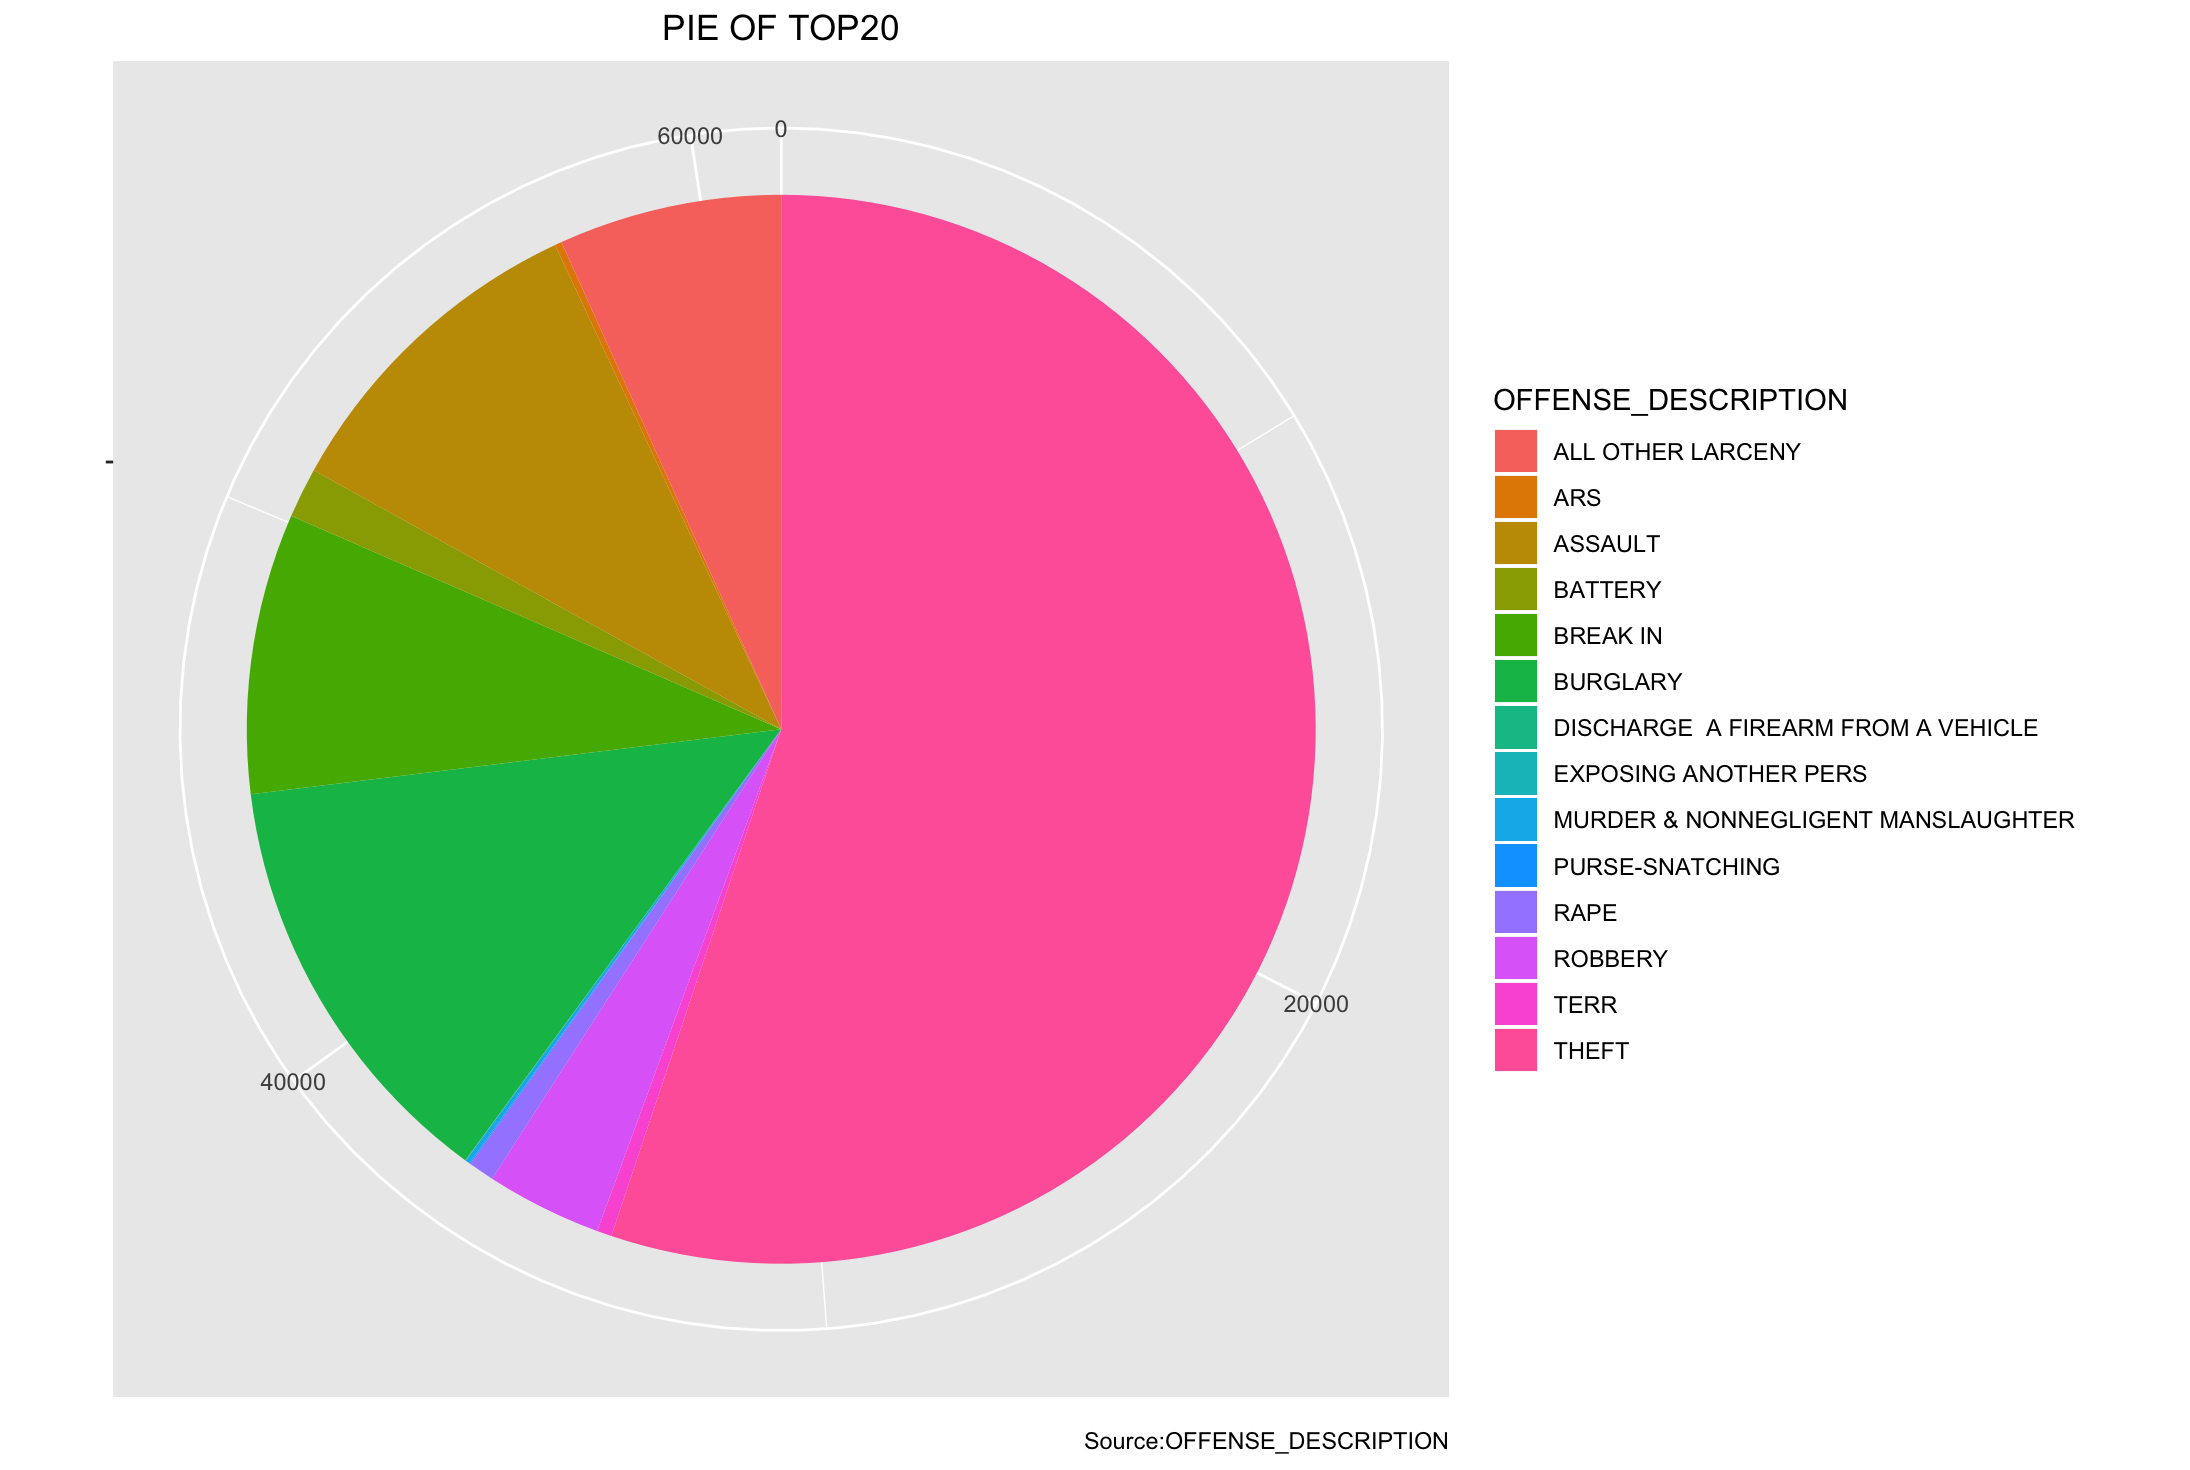 PIE OF TOP20
60000
0
20000
40000
OFFENSE_DESCRIPTION
ALL OTHER LARCENY
ARS
ASSAULT
BATTERY
BREAK IN
BURGLARY
DISCHARGE  A FIREARM FROM A VEHICLE
EXPOSING ANOTHER PERS
MURDER & NONNEGLIGENT MANSLAUGHTER
PURSE-SNATCHING
RAPE
ROBBERY
TERR
THEFT
Source:OFFENSE_DESCRIPTION